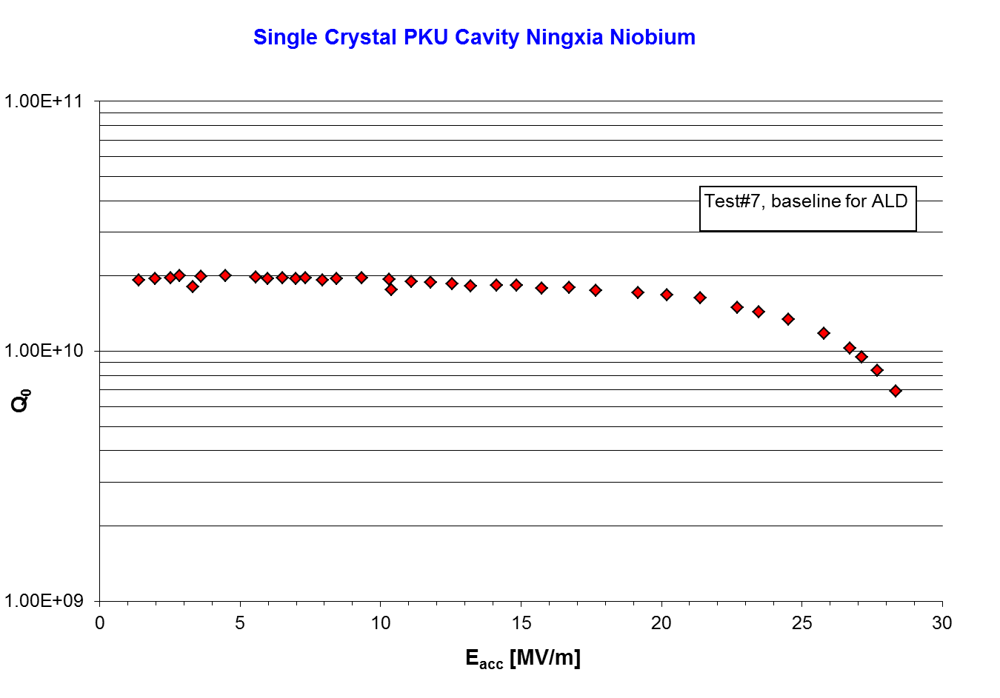 Single Crystal PKU Cavity Ningxia Niobium
1.00E+11
Test#7, baseline for ALD
1.00E+10
Q0
1.00E+09
0 5 10 15 20 25 30
Eacc [MV/m]